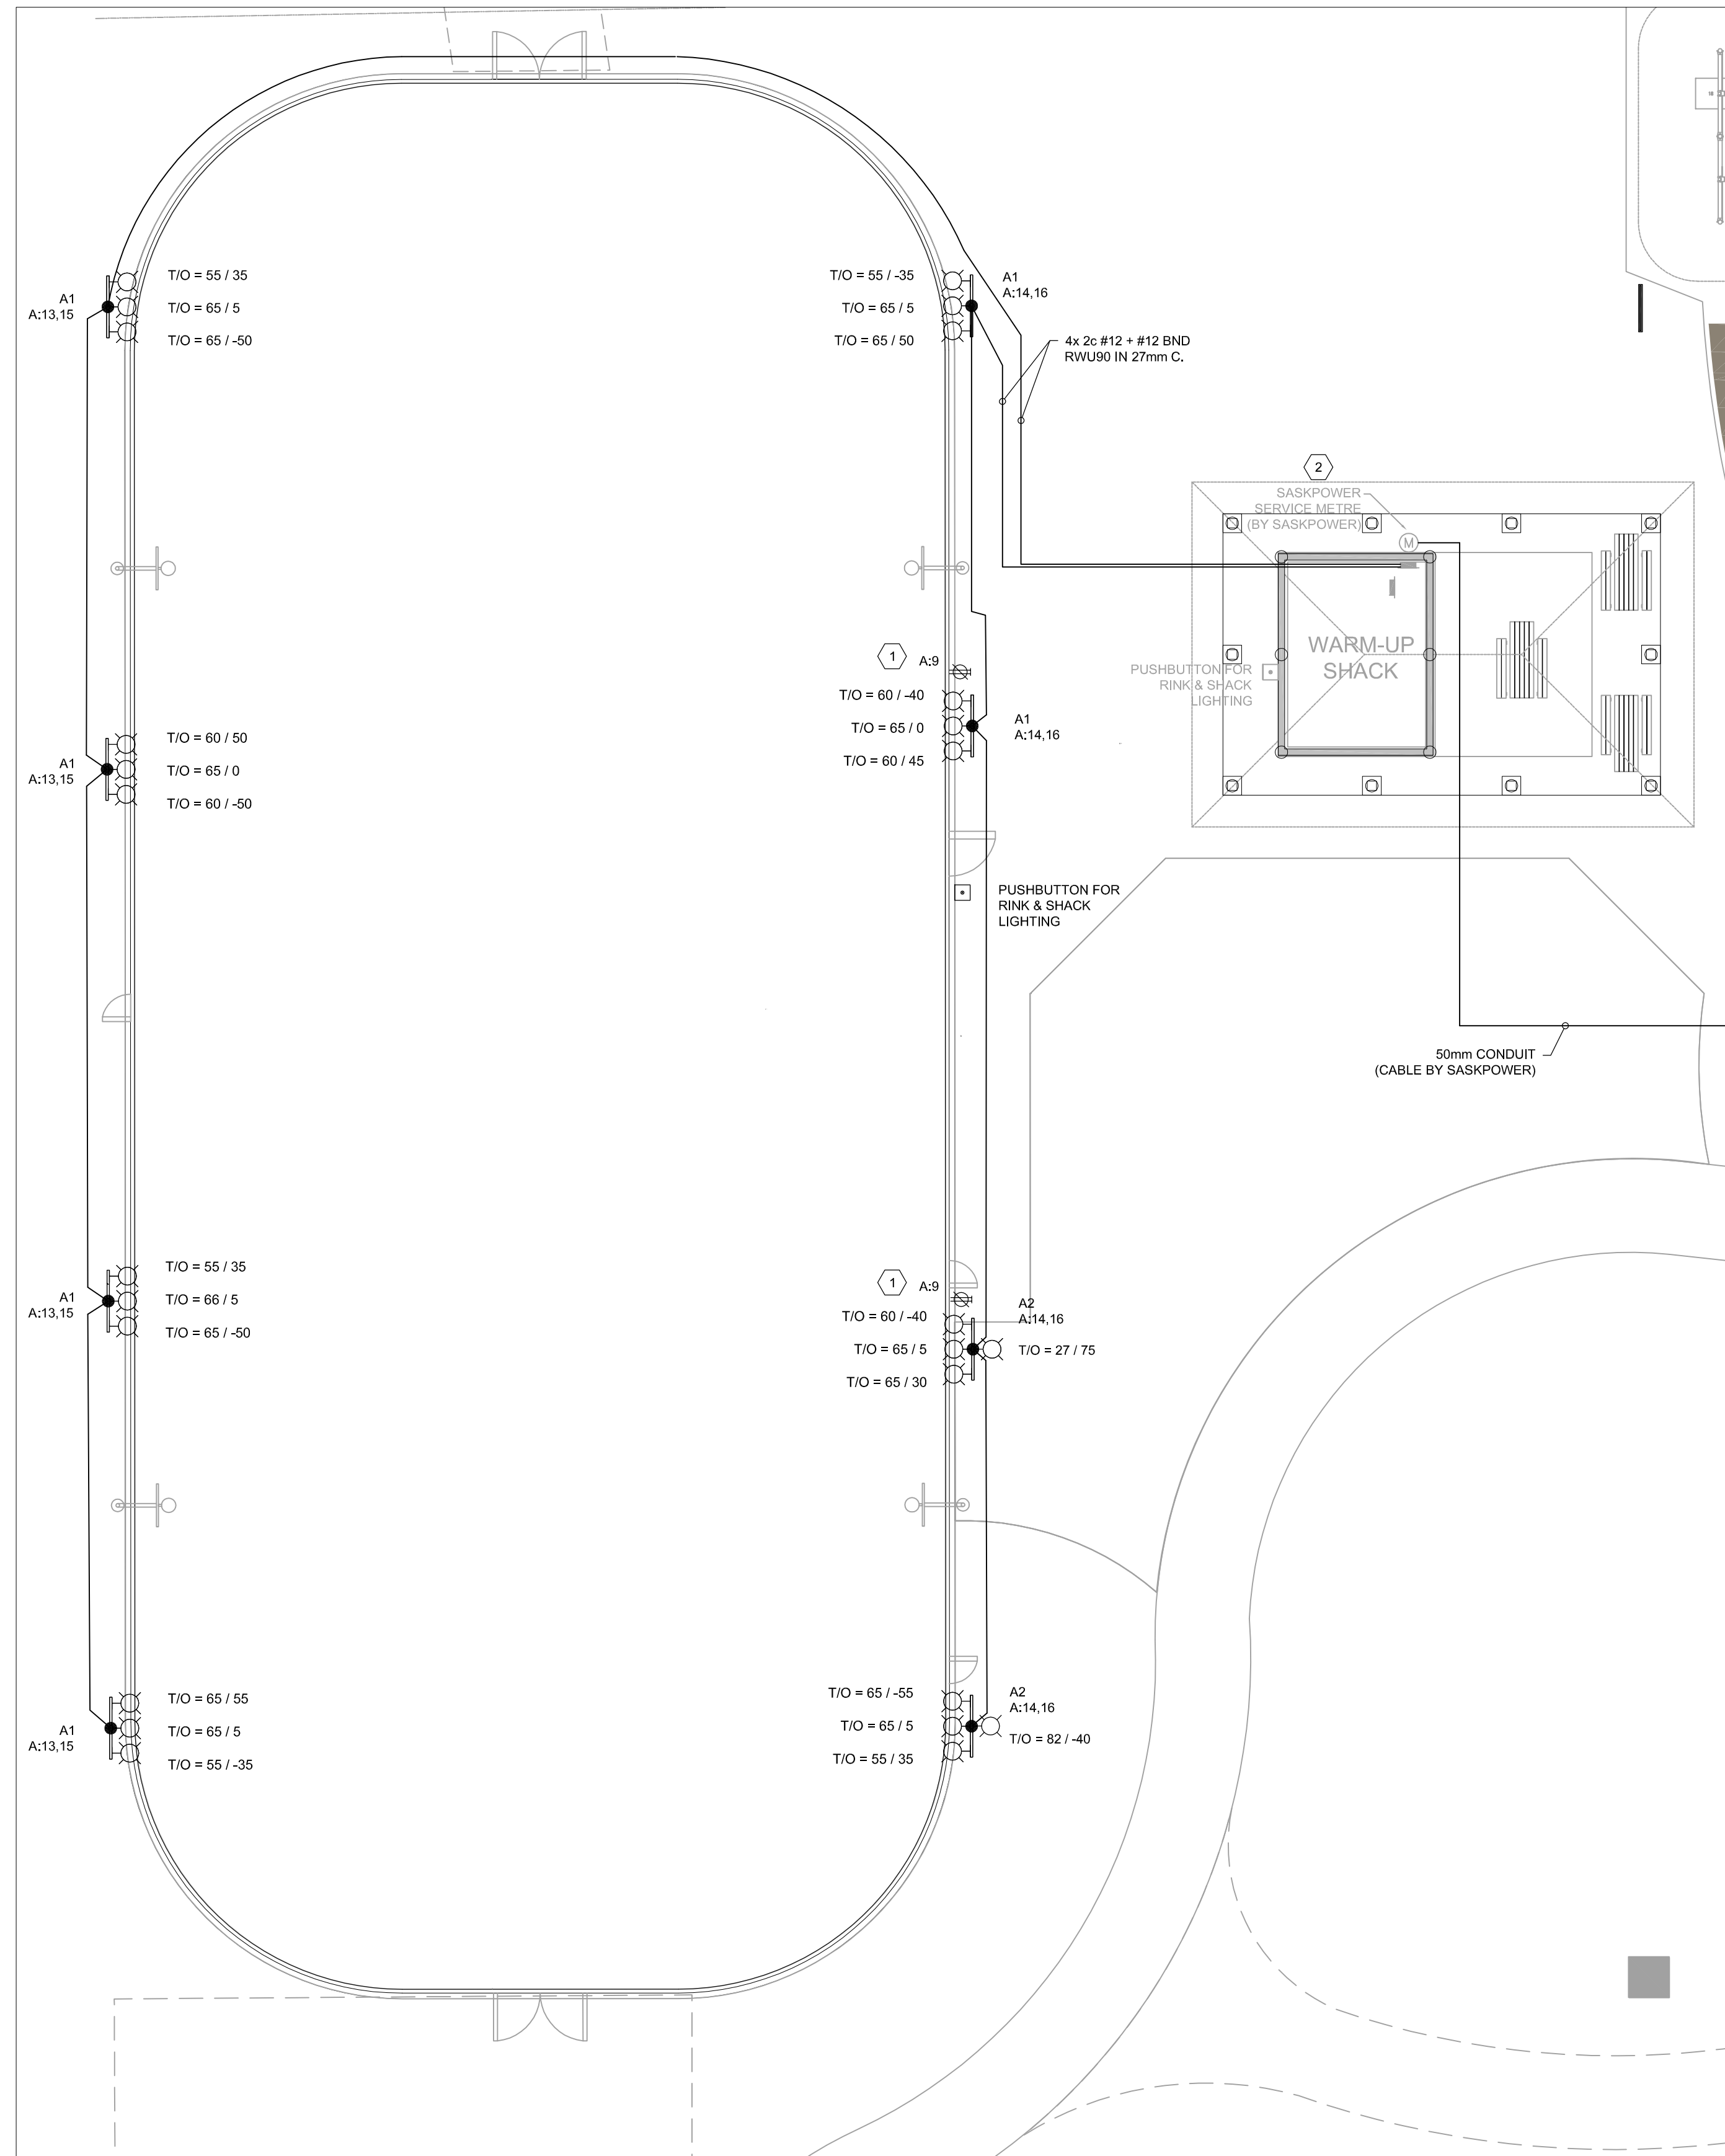 T/O = 55 / 35
A1
A:13,15
T/O = 65 / 5
T/O = 65 / -50
T/O = 55 / -35
T/O = 65 / 5
T/O = 65 / 50
A1
A:14,16
4x 2c #12 + #12 BND
RWU90 IN 27mm C.
2
SASKPOWER
SERVICE METRE
(BY SASKPOWER)
M
WARM-UP
SHACK
PUSHBUTTON FOR
RINK & SHACK
LIGHTING
1
A:9
T/O = 60 / -40
T/O = 65 / 0
T/O = 60 / 45
A1
A:14,16
T/O = 60 / 50
A1
A:13,15
T/O = 65 / 0
T/O = 60 / -50
PUSHBUTTON FOR
RINK & SHACK
LIGHTING
50mm CONDUIT
(CABLE BY SASKPOWER)
T/O = 55 / 35
A1
A:13,15
T/O = 66 / 5
T/O = 65 / -50
1
A:9
T/O = 60 / -40
T/O = 65 / 5
T/O = 65 / 30
A2
A:14,16
T/O = 27 / 75
T/O = 65 / 55
A1
A:13,15
T/O = 65 / 5
T/O = 55 / -35
T/O = 65 / -55
T/O = 65 / 5
T/O = 55 / 35
A2
A:14,16
T/O = 82 / -40